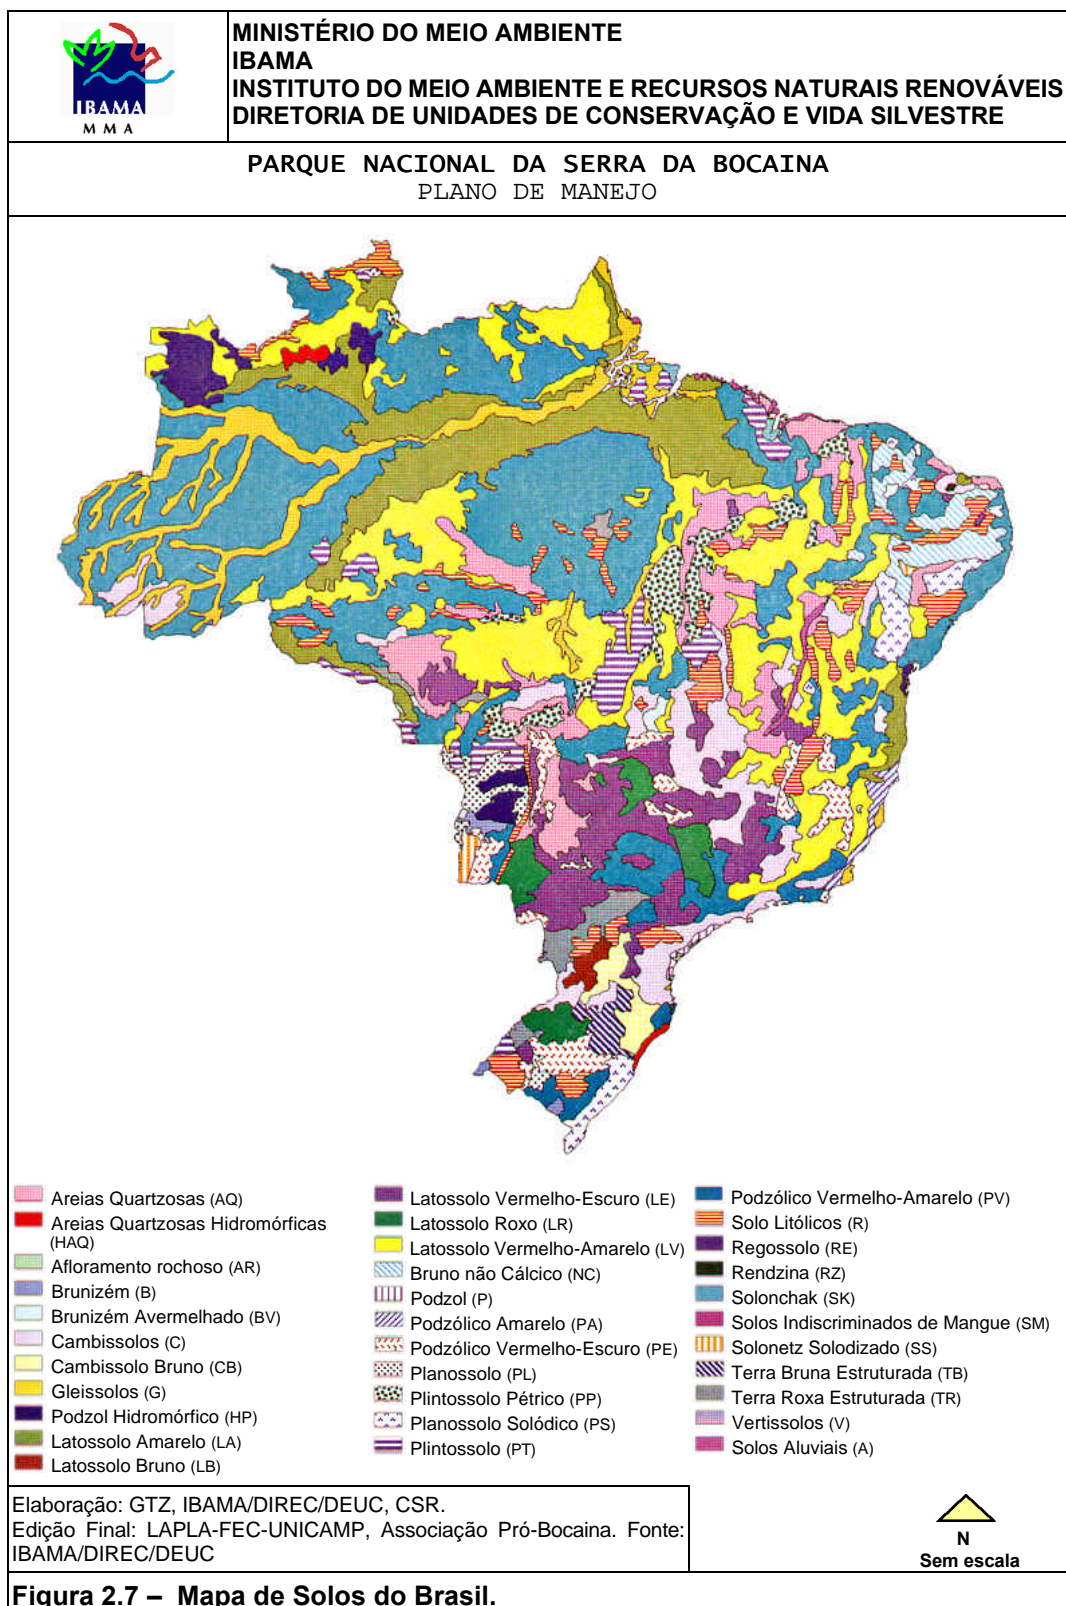 IBAMA
M M A
MINISTÉRIO DO MEIO AMBIENTE
IBAMA
INSTITUTO DO MEIO AMBIENTE E RECURSOS NATURAIS RENOVÁVEIS
DIRETORIA DE UNIDADES DE CONSERVAÇÃO E VIDA SILVESTRE
PARQUE NACIONAL DA SERRA DA BOCAINA
PLANO DE MANEJO
Areias Quartzosas (AQ)
Areias Quartzosas Hidromórficas
(HAQ)
Afloramento rochoso (AR)
Brunizém (B)
Brunizém Avermelhado (BV)
Cambissolos (C)
Cambissolo Bruno (CB)
Gleissolos (G)
Podzol Hidromórfico (HP)
Latossolo Amarelo (LA)
Latossolo Bruno (LB)
Latossolo Vermelho-Escuro (LE)
Latossolo Roxo (LR)
Latossolo Vermelho-Amarelo (LV)
Bruno não Cálcico (NC)
Podzol (P)
Podzólico Amarelo (PA)
Podzólico Vermelho-Escuro (PE)
Planossolo (PL)
Plintossolo Pétrico (PP)
Planossolo Solódico (PS)
Plintossolo (PT)
Podzólico Vermelho-Amarelo (PV)
Solo Litólicos (R)
Regossolo (RE)
Rendzina (RZ)
Solonchak (SK)
Solos Indiscriminados de Mangue (SM)
Solonetz Solodizado (SS)
Terra Bruna Estruturada (TB)
Terra Roxa Estruturada (TR)
Vertissolos (V)
Solos Aluviais (A)
Elaboração: GTZ, IBAMA/DIREC/DEUC, CSR.
Edição Final: LAPLA-FEC-UNICAMP, Associação Pró-Bocaina. Fonte:
IBAMA/DIREC/DEUC
N
Sem escala
Figura 2.7 – Mapa de Solos do Brasil.